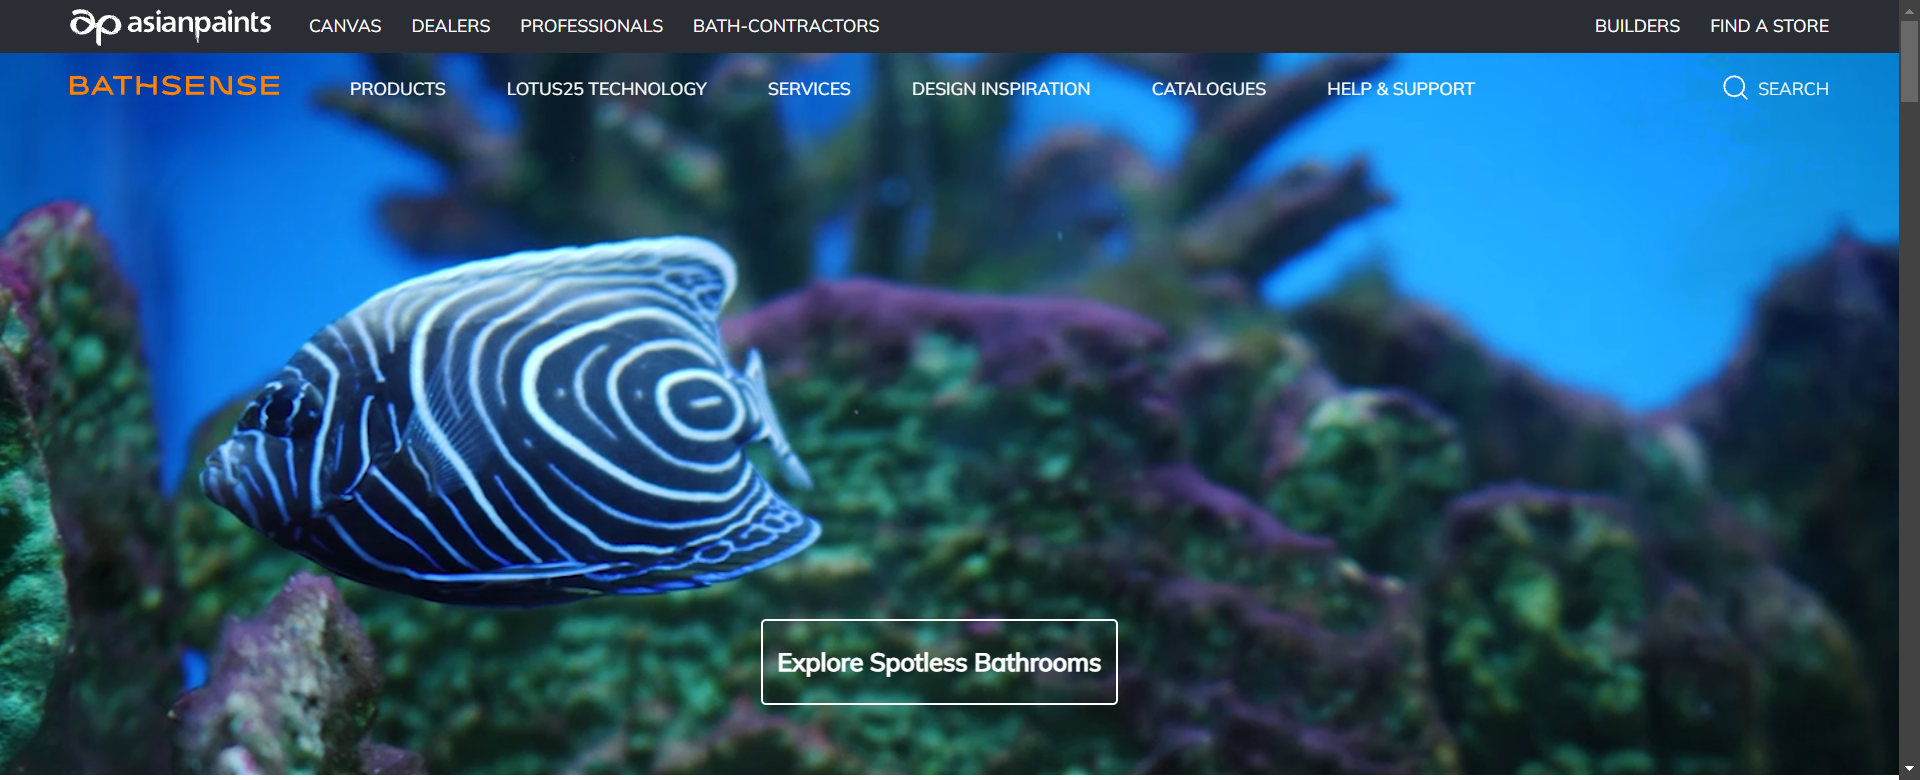 asianpaints CANVAS DEALERS PROFESSIONALS BATH-CONTRACTORS BUILDERS FIND A STORE
BATHSENSE PRODUCTS LOTUS25 TECHNOLOGY SERVICES DESIGN INSPIRATION CATALOGUES HELP & SUPPORT SEARCH
Explore Spotless Bathrooms